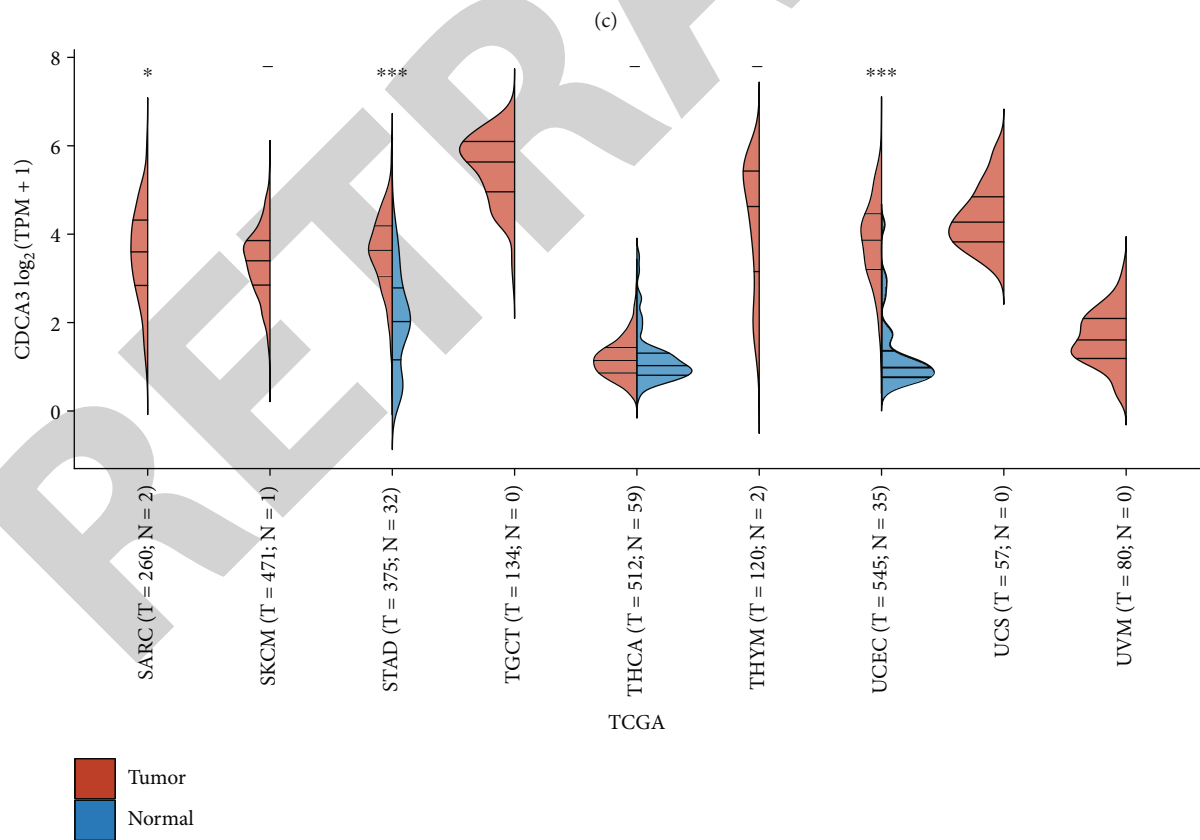 (c)
CDCA3 log2 (TPM + 1)
8
6
4
2
0
*
–
***
–
–
***
SARC (T = 260; N = 2)
SKCM (T = 471; N = 1)
STAD (T = 375; N = 32)
TGCT (T = 134; N = 0)
THCA (T = 512; N = 59)
THYM (T = 120; N = 2)
UCEC (T = 545; N = 35)
UCS (T = 57; N = 0)
UVM (T = 80; N = 0)
TCGA
Tumor
Normal
RETRA